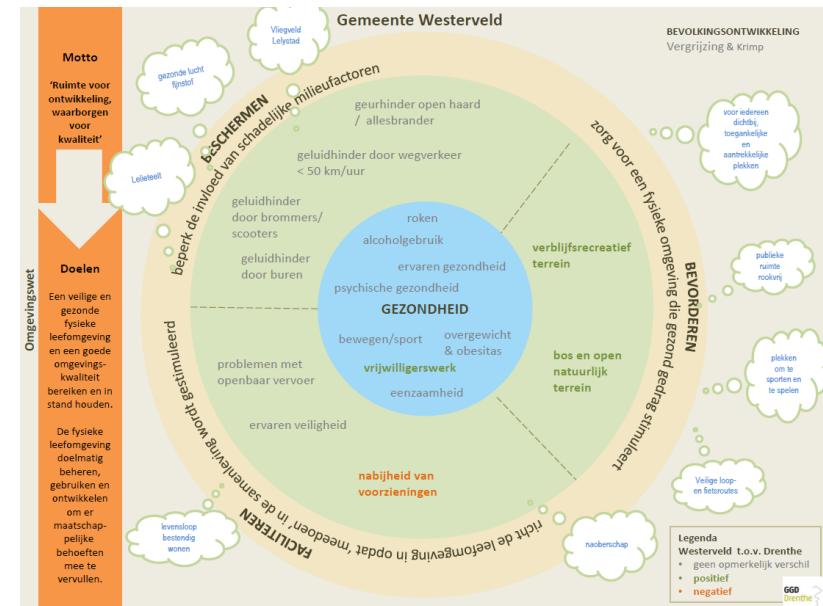 Gemeente Westerveld
BEVOLKINGSONTWIKKELING
Vergrijzing & Krimp
Omgevingswet
Motto
‘Ruimte voor
ontwikkeling,
waarborgen
voor
kwaliteit’
Doelen
Een veilige en
gezonde
fysieke
leefomgeving
en een goede
omgevings-
kwaliteit
bereiken en in
stand houden.
De fysieke
leefomgeving
doelmatig
beheren,
gebruiken en
ontwikkelen
om er
maatschap-
pelijke
behoeften
mee te
vervullen.
Vliegveld
Lelystad
gezonde lucht
fijnstof
Lelieteelt
BESCHERMEN
beperk de invloed van schadelijke milieufactoren
geurhinder open haard
/ allesbrander
geluidhinder door wegverkeer
< 50 km/uur
geluidhinder
door brommers/
scooters
geluidhinder
door buren
roken
alcoholgebruik
ervaren gezondheid
psychische gezondheid
GEZONDHEID
bewegen/sport
overgewicht
& obesitas
vrijwilligerswerk
eenzaamheid
zorg voor een fysieke omgeving die gezond gedrag stimuleert
BEVORDEREN
verblijfsrecreatief
terrein
bos en open
natuurlijk
terrein
voor iedereen
dichtbij,
toegankelijke
en
aantrekkelijke
plekken
publieke
ruimte
rookvrij
plekken
om te
sporten en
te spelen
Veilige loop-
en fietsroutes
problemen met
openbaar vervoer
ervaren veiligheid
nabijheid van
voorzieningen
richt de leefomgeving in opdat ‚meedoen’ in de samenleving wordt gestimuleerd
FACILITEREN
levensloop
bestendig
wonen
naoberschap
Legenda
Westerveld t.o.v. Drenthe
• geen opmerkelijk verschil
• positief
• negatief
GGD
Drenthe